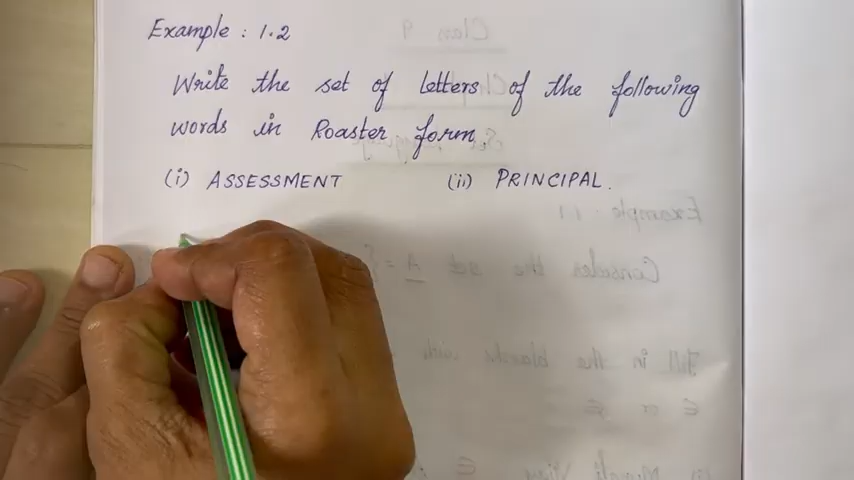 Example : 1.2
Write the set of letters of the following
words in Roaster form.
(i) ASSESSMENT (ii) PRINCIPAL.